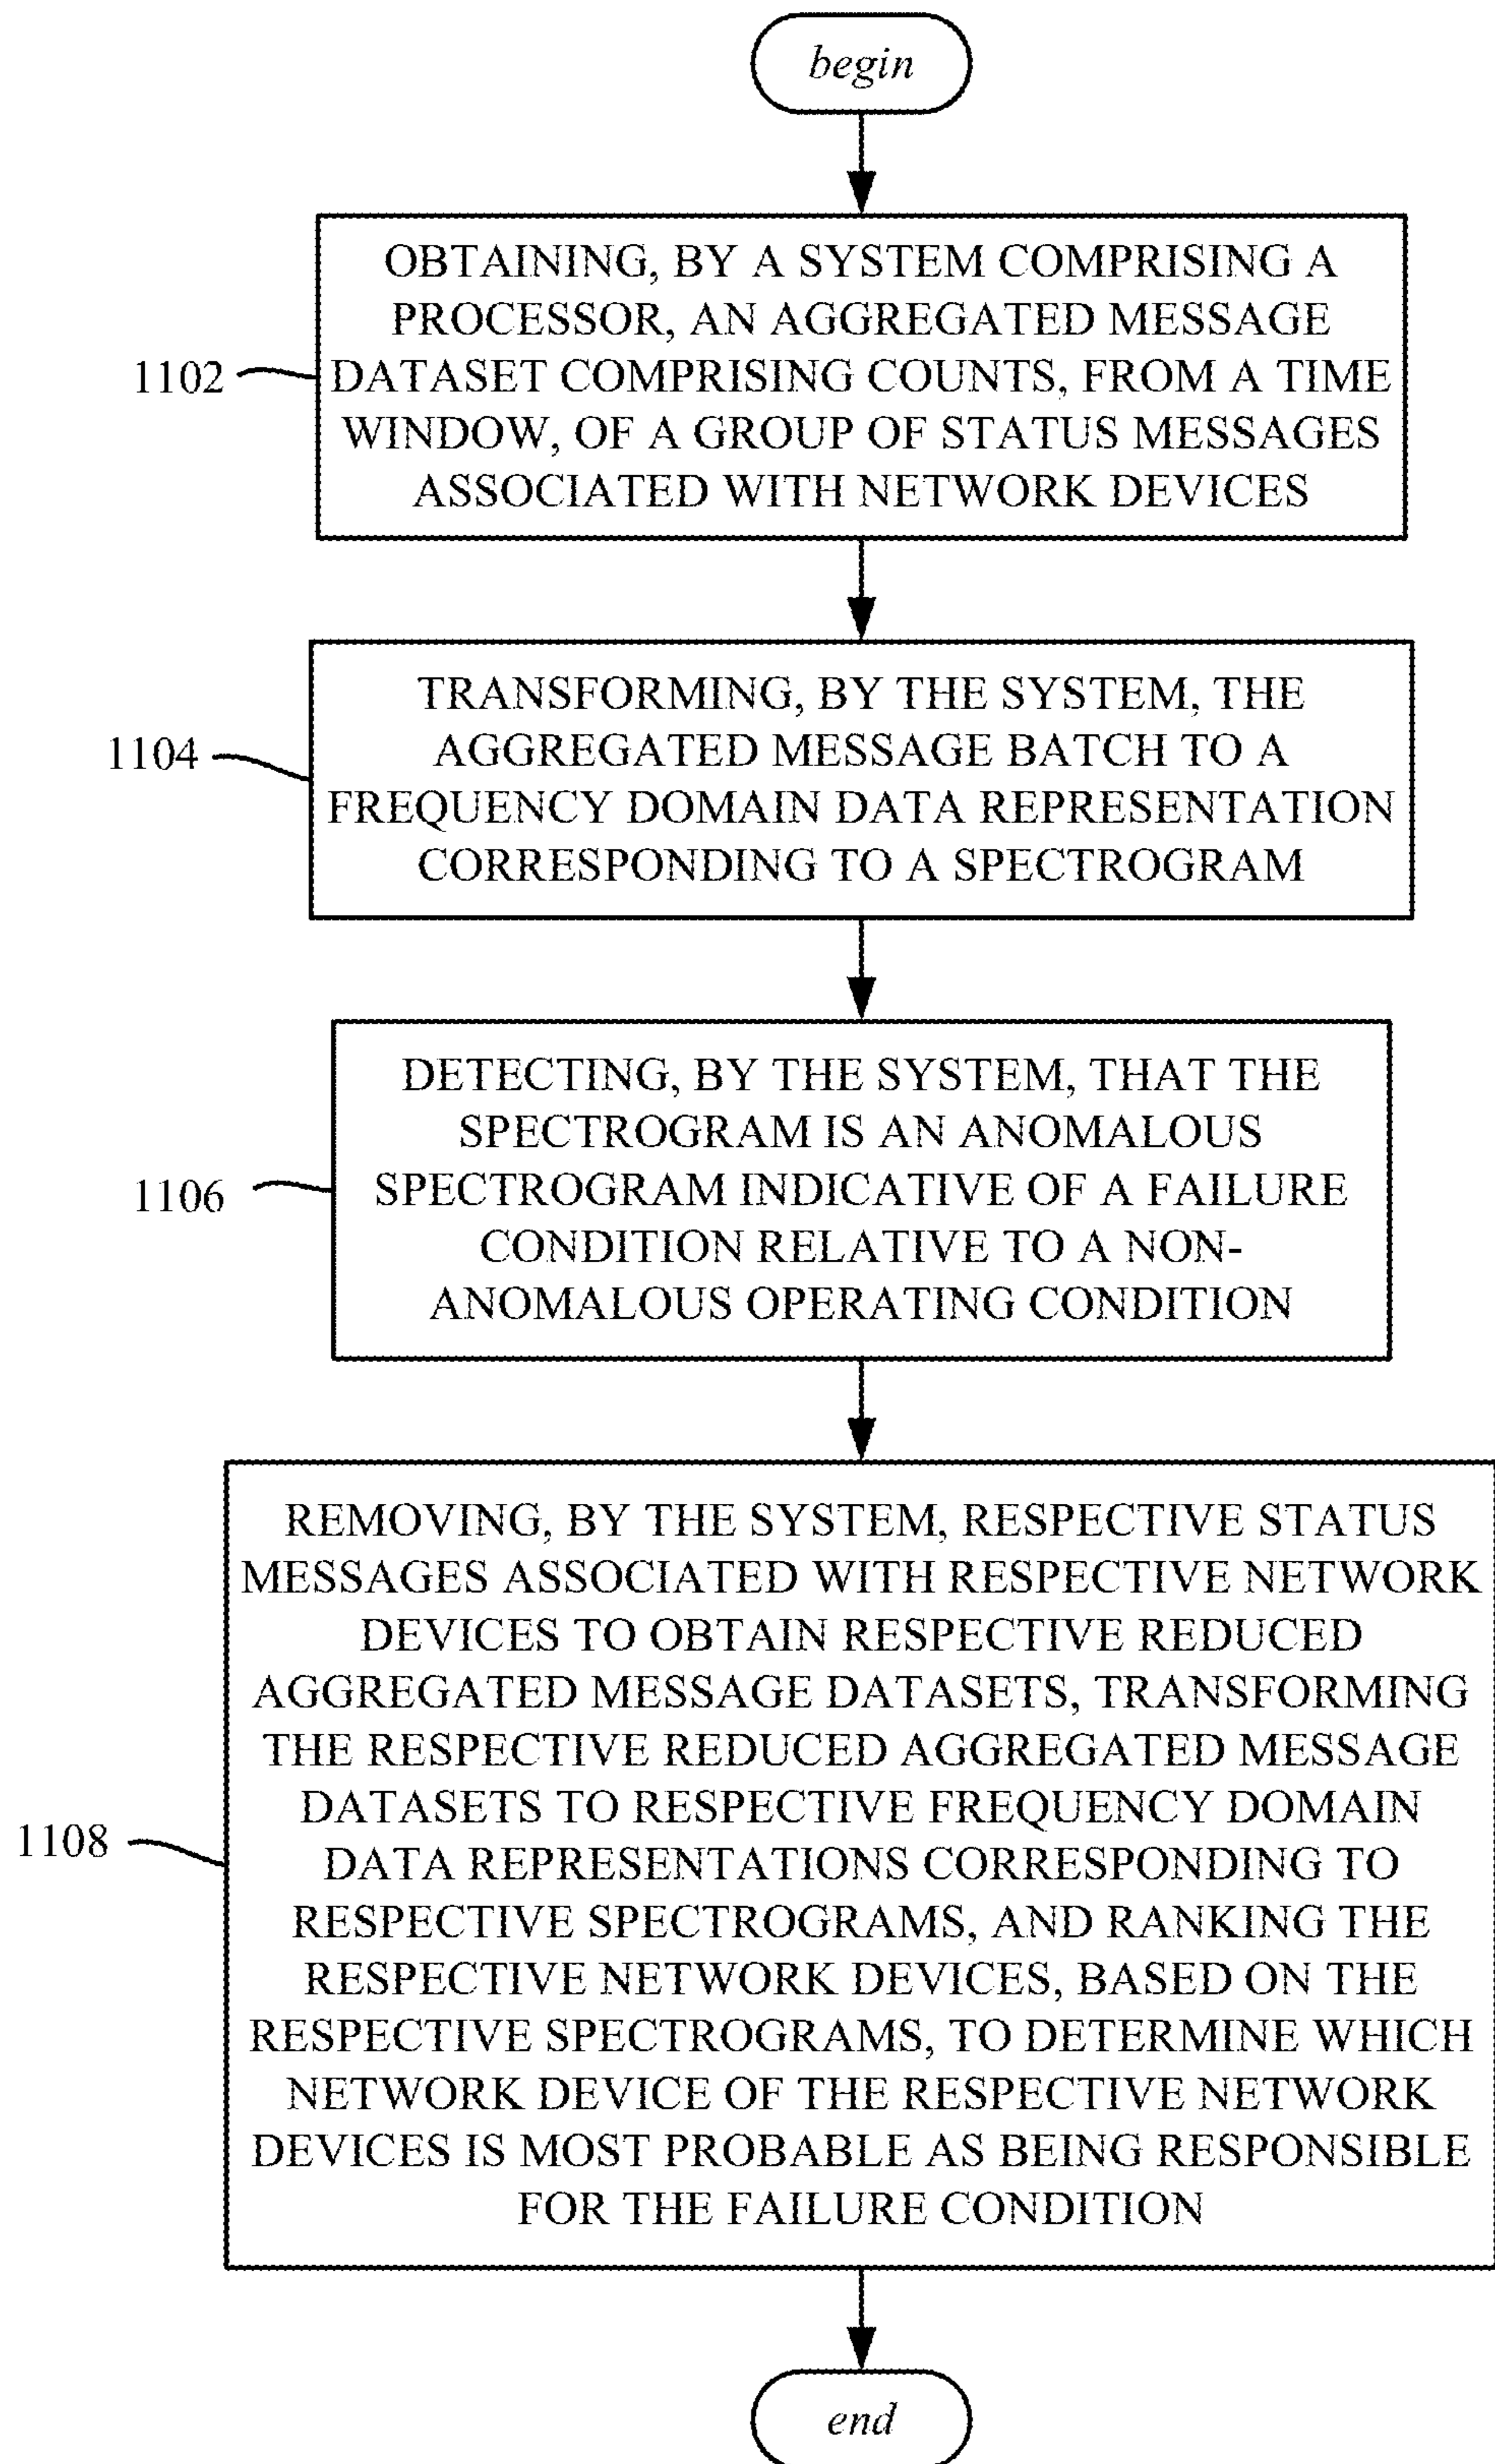 begin
OBTAINING, BY A SYSTEM COMPRISING A
PROCESSOR, AN AGGREGATED MESSAGE
DATASET COMPRISING COUNTS, FROM A TIME
WINDOW, OF A GROUP OF STATUS MESSAGES
ASSOCIATED WITH NETWORK DEVICES
1102
TRANSFORMING, BY THE SYSTEM, THE
AGGREGATED MESSAGE BATCH TO A
FREQUENCY DOMAIN DATA REPRESENTATION
CORRESPONDING TO A SPECTROGRAM
1104
DETECTING, BY THE SYSTEM, THAT THE
SPECTROGRAM IS AN ANOMALOUS
SPECTROGRAM INDICATIVE OF A FAILURE
CONDITION RELATIVE TO A NON-
ANOMALOUS OPERATING CONDITION
1106
REMOVING, BY THE SYSTEM, RESPECTIVE STATUS
MESSAGES ASSOCIATED WITH RESPECTIVE NETWORK
DEVICES TO OBTAIN RESPECTIVE REDUCED
AGGREGATED MESSAGE DATASETS, TRANSFORMING
THE RESPECTIVE REDUCED AGGREGATED MESSAGE
DATASETS TO RESPECTIVE FREQUENCY DOMAIN
DATA REPRESENTATIONS CORRESPONDING TO
RESPECTIVE SPECTROGRAMS, AND RANKING THE
RESPECTIVE NETWORK DEVICES, BASED ON THE
RESPECTIVE SPECTROGRAMS, TO DETERMINE WHICH
NETWORK DEVICE OF THE RESPECTIVE NETWORK
DEVICES IS MOST PROBABLE AS BEING RESPONSIBLE
FOR THE FAILURE CONDITION
1108
end